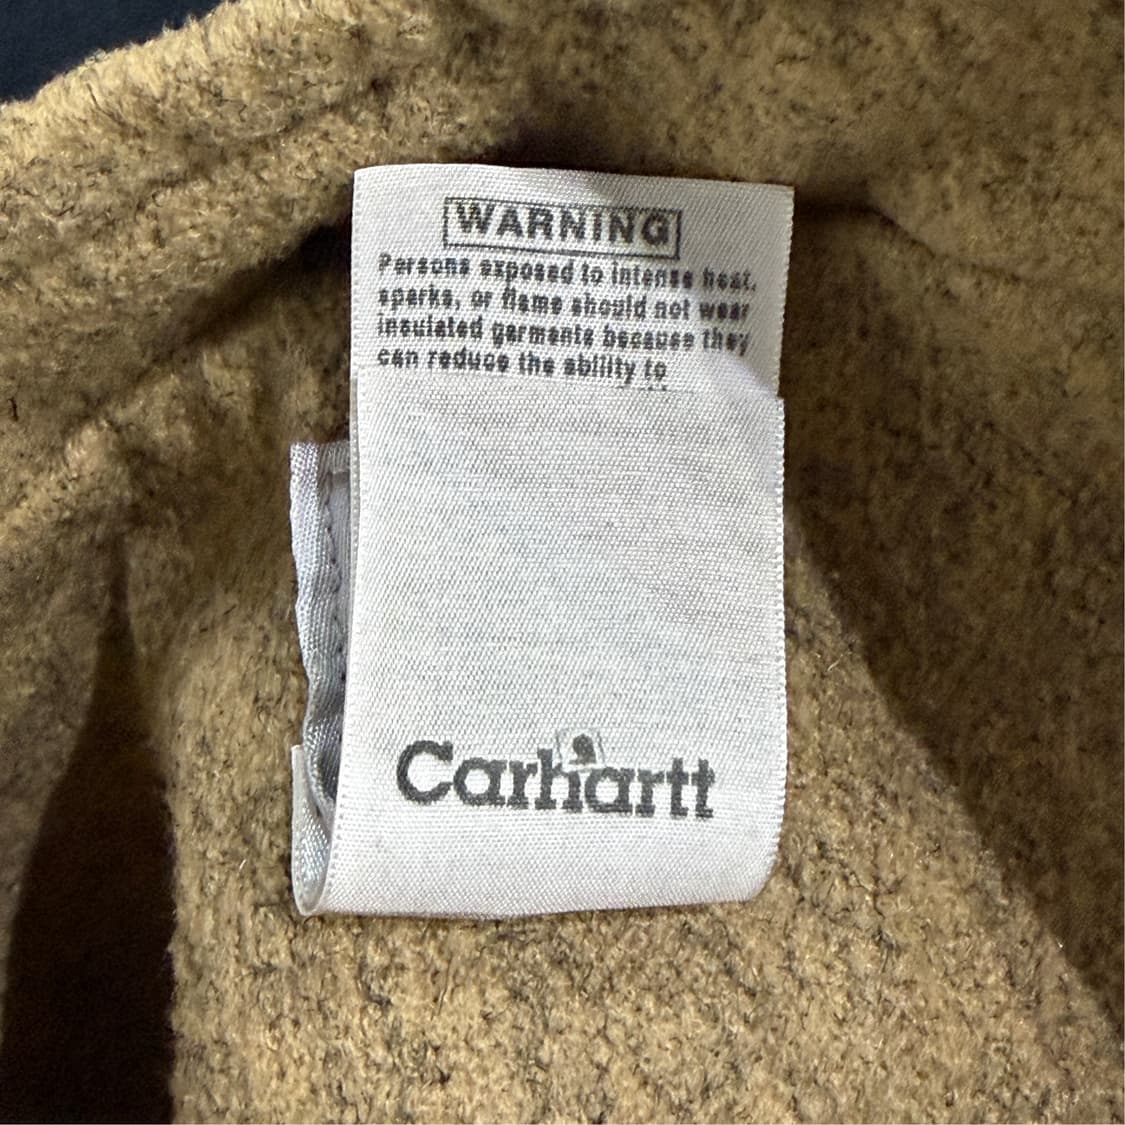 WARNING
Persons exposed to intense heat,
sparks, or flame should not wear
insulated garments because they
can reduce the ability to
Carhartt